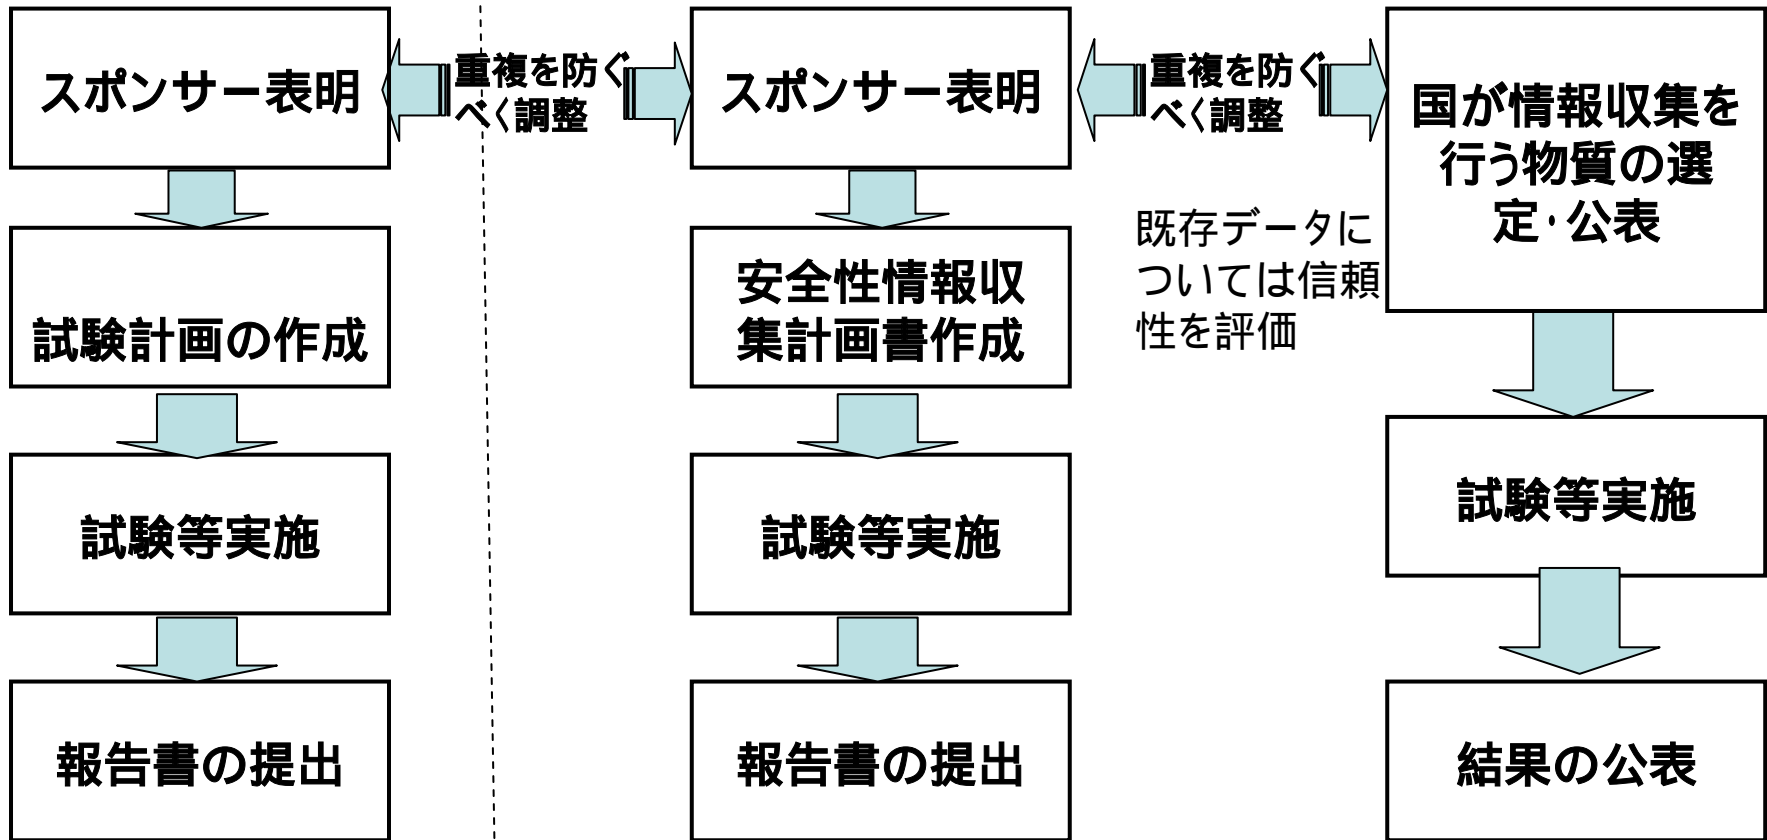 スポンサー表明
重複を防ぐ
べく調整
スポンサー表明
重複を防ぐ
べく調整
国が情報収集を
行う物質の選
定・公表
既存データに
ついては信頼
性を評価
試験計画の作成
安全性情報収
集計画書作成
試験等実施
試験等実施
試験等実施
報告書の提出
報告書の提出
結果の公表